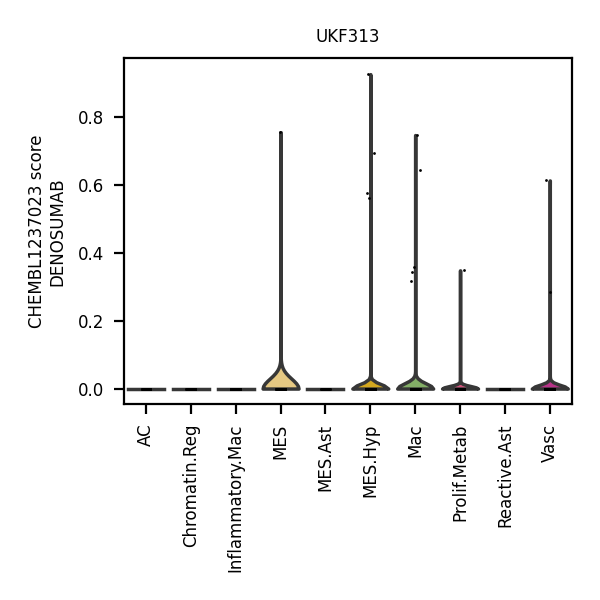 UKF313
CHEMBL1237023 score
DENOSUMAB
0.8
0.6
0.4
0.2
0.0
AC
Chromatin.Reg
Inflammatory.Mac
MES
MES.Ast
MES.Hyp
Mac
Prolif.Metab
Reactive.Ast
Vasc